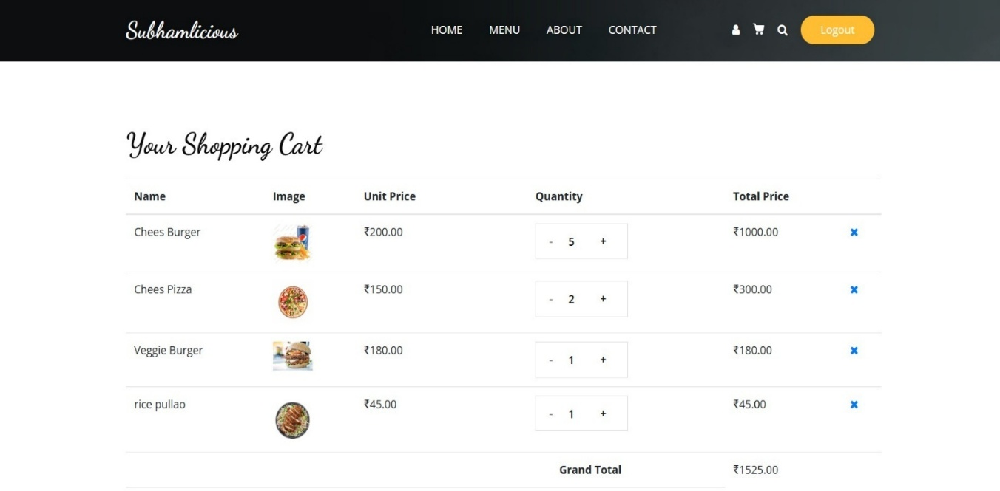 Subhamlicious HOME MENU ABOUT CONTACT Logout
Your Shopping Cart
Name Image Unit Price Quantity Total Price
Chees Burger ₹200.00 - 5 + ₹1000.00
Chees Pizza ₹150.00 - 2 + ₹300.00
Veggie Burger ₹180.00 - 1 + ₹180.00
rice pullao ₹45.00 - 1 + ₹45.00
Grand Total ₹1525.00